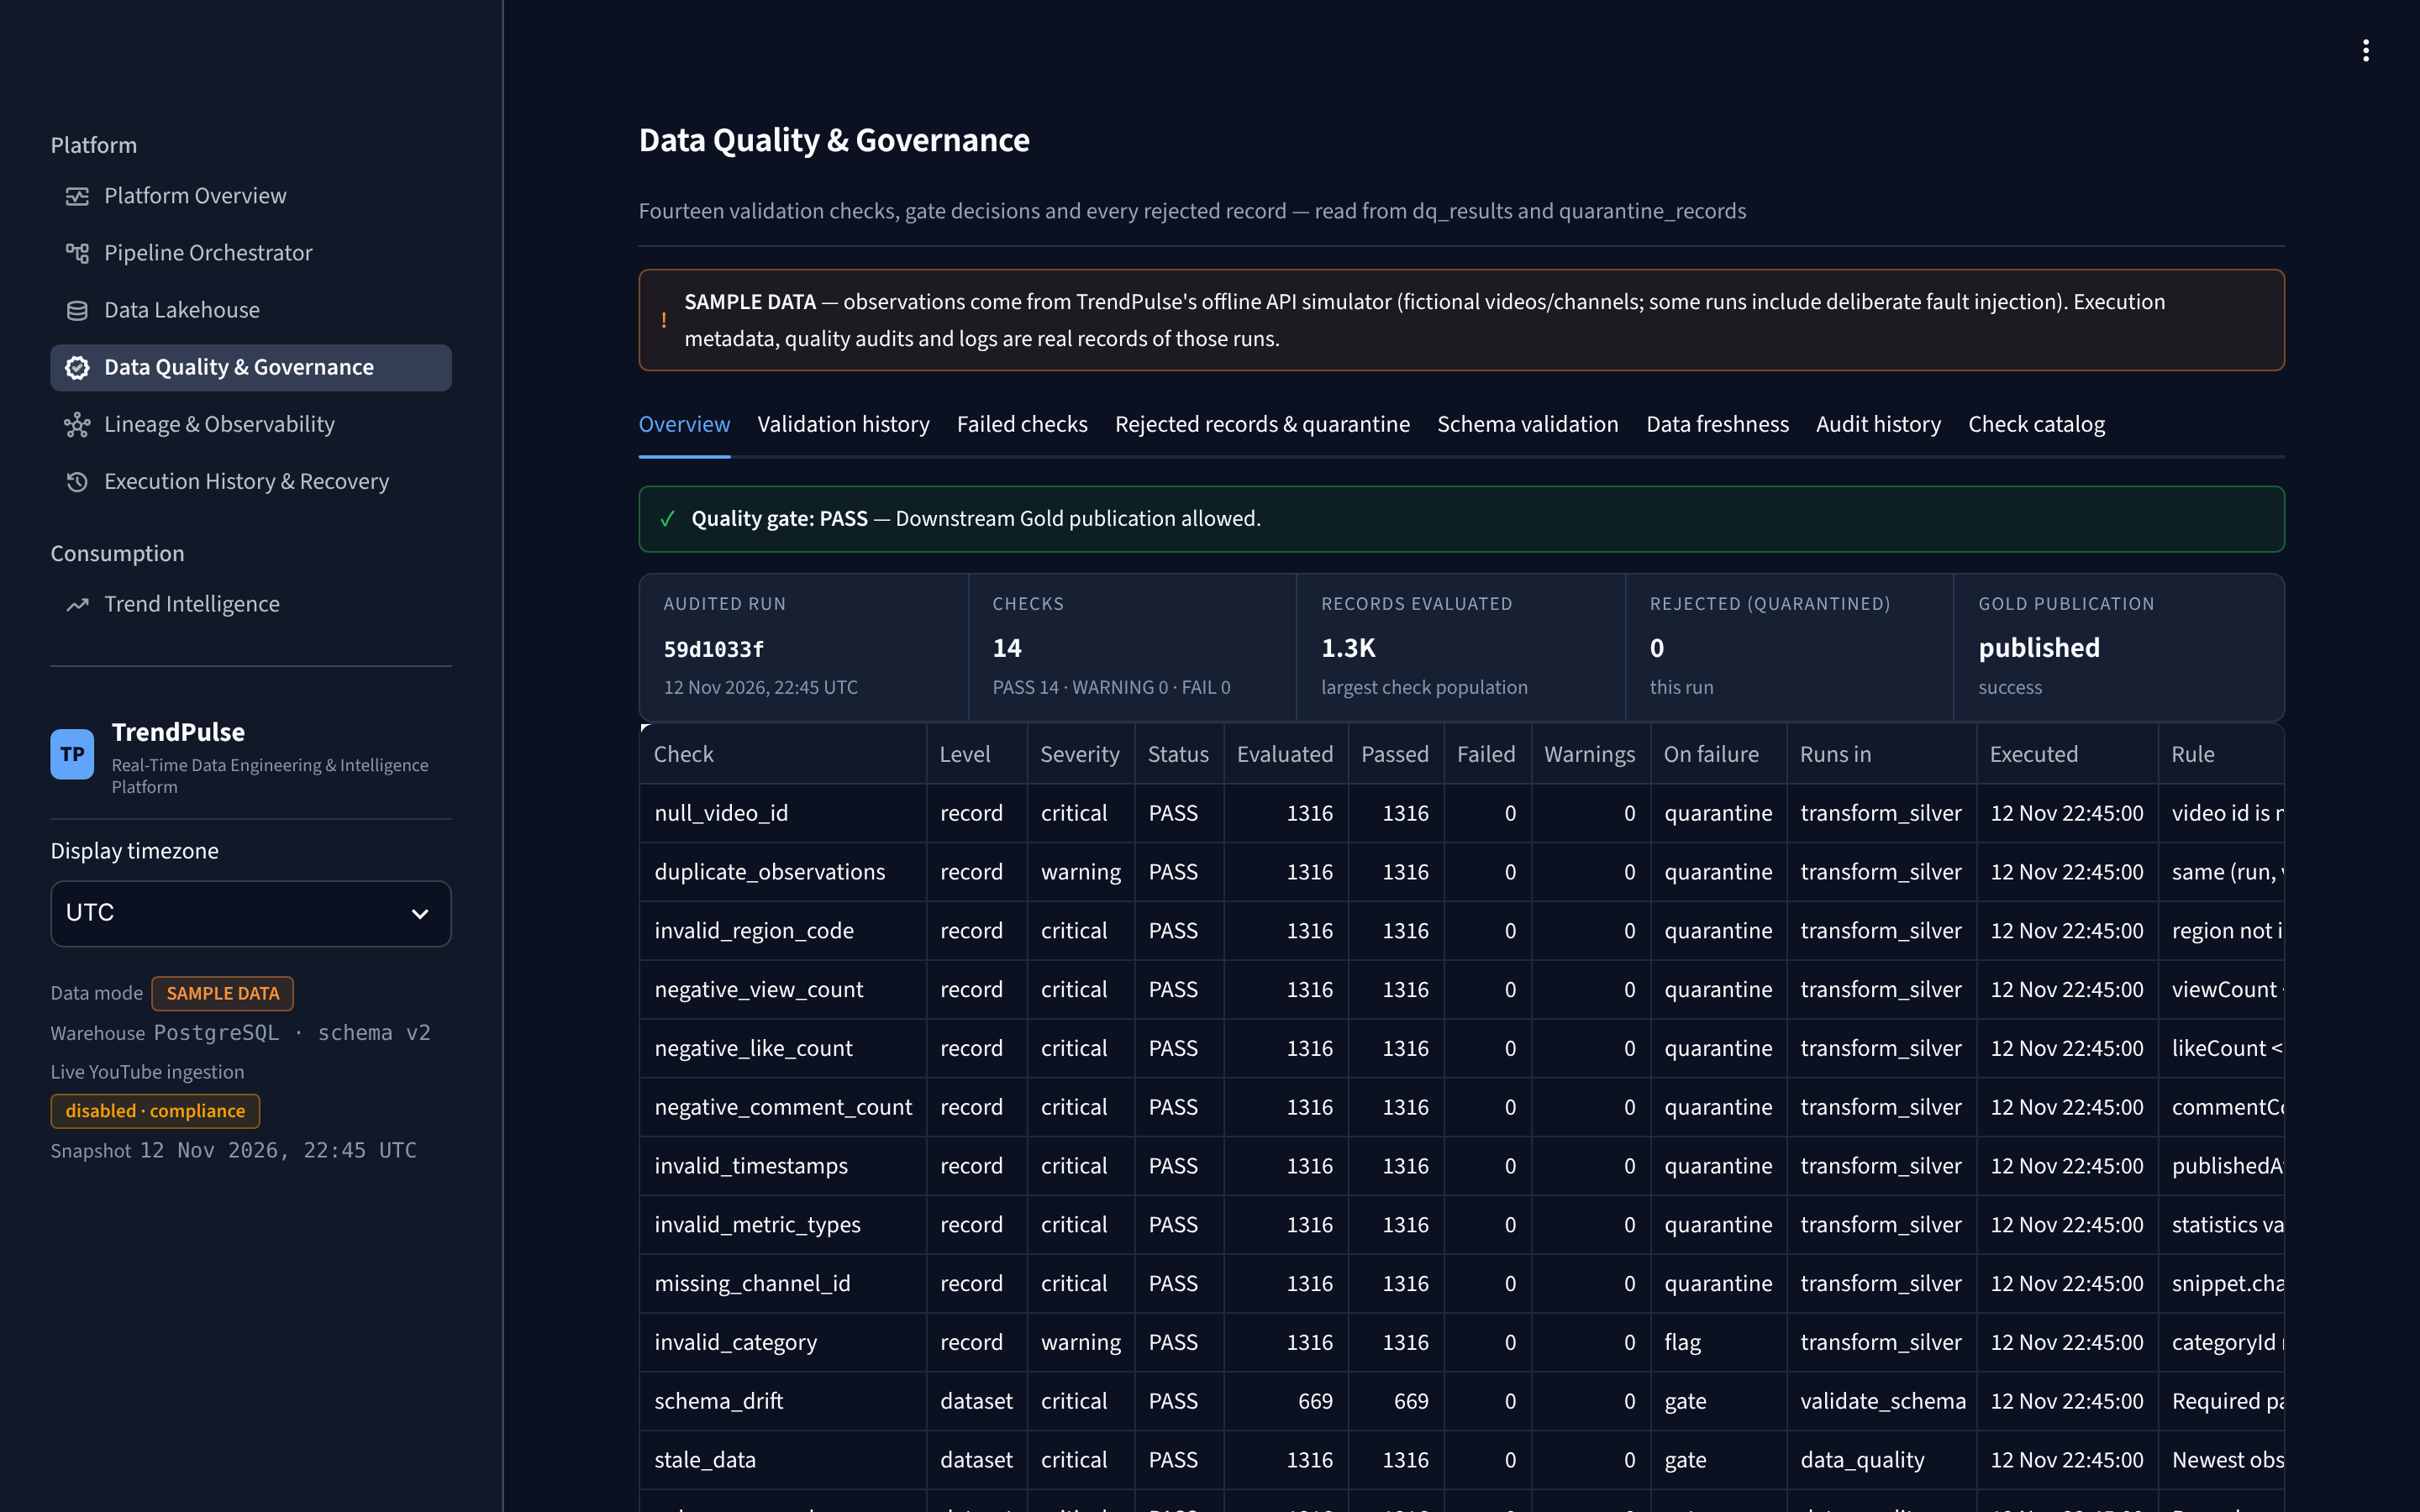 Platform
Platform Overview
Pipeline Orchestrator
Data Lakehouse
Data Quality & Governance
Lineage & Observability
Execution History & Recovery
Consumption
Trend Intelligence
TP
TrendPulse
Real-Time Data Engineering & Intelligence
Platform
Display timezone
UTC
Data mode SAMPLE DATA
Warehouse PostgreSQL · schema v2
Live YouTube ingestion
disabled · compliance
Snapshot 12 Nov 2026, 22:45 UTC
Data Quality & Governance
Fourteen validation checks, gate decisions and every rejected record — read from dq_results and quarantine_records
! SAMPLE DATA — observations come from TrendPulse's offline API simulator (fictional videos/channels; some runs include deliberate fault injection). Execution
metadata, quality audits and logs are real records of those runs.
Overview Validation history Failed checks Rejected records & quarantine Schema validation Data freshness Audit history Check catalog
✓ Quality gate: PASS — Downstream Gold publication allowed.
AUDITED RUN CHECKS RECORDS EVALUATED REJECTED (QUARANTINED) GOLD PUBLICATION
59d1033f 14 1.3K 0 published
12 Nov 2026, 22:45 UTC PASS 14 · WARNING 0 · FAIL 0 largest check population this run success
Check Level Severity Status Evaluated Passed Failed Warnings On failure Runs in Executed Rule
null_video_id record critical PASS 1316 1316 0 0 quarantine transform_silver 12 Nov 22:45:00 video id is
duplicate_observations record warning PASS 1316 1316 0 0 quarantine transform_silver 12 Nov 22:45:00 same (run,
invalid_region_code record critical PASS 1316 1316 0 0 quarantine transform_silver 12 Nov 22:45:00 region not
negative_view_count record critical PASS 1316 1316 0 0 quarantine transform_silver 12 Nov 22:45:00 viewCount
negative_like_count record critical PASS 1316 1316 0 0 quarantine transform_silver 12 Nov 22:45:00 likeCount <
negative_comment_count record critical PASS 1316 1316 0 0 quarantine transform_silver 12 Nov 22:45:00 commentC
invalid_timestamps record critical PASS 1316 1316 0 0 quarantine transform_silver 12 Nov 22:45:00 publishedA
invalid_metric_types record critical PASS 1316 1316 0 0 quarantine transform_silver 12 Nov 22:45:00 statistics va
missing_channel_id record critical PASS 1316 1316 0 0 quarantine transform_silver 12 Nov 22:45:00 snippet.cha
invalid_category record warning PASS 1316 1316 0 0 flag transform_silver 12 Nov 22:45:00 categoryId
schema_drift dataset critical PASS 669 669 0 0 gate validate_schema 12 Nov 22:45:00 Required pa
stale_data dataset critical PASS 1316 1316 0 0 gate data_quality 12 Nov 22:45:00 Newest obs